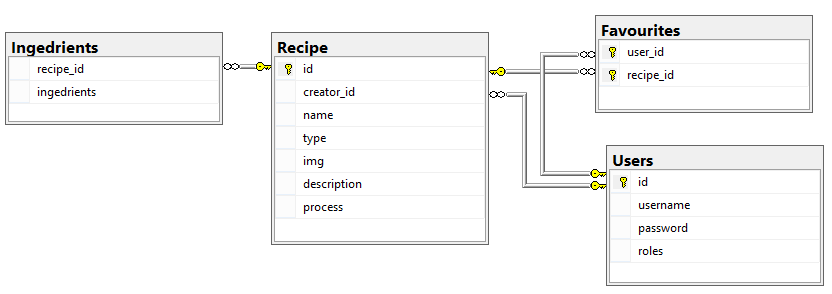 Ingedrients
recipe_id
ingedrients
Recipe
id
creator_id
name
type
img
description
process
Favourites
user_id
recipe_id
Users
id
username
password
roles